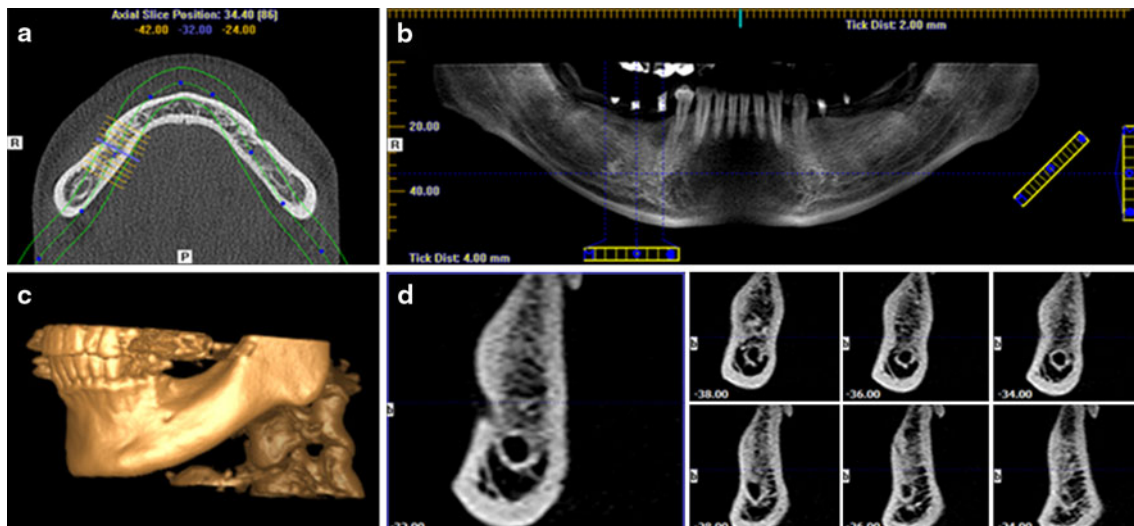 a
Axial Slice Position: 34.40 (86)
-42.00 -32.00 -24.00
R
P
b
Tick Dist: 2.00 mm
20.00
R
40.00
Tick Dist: 4.00 mm
c
d
b
b
-38.00
b
-36.00
b
-34.00
b
b
b